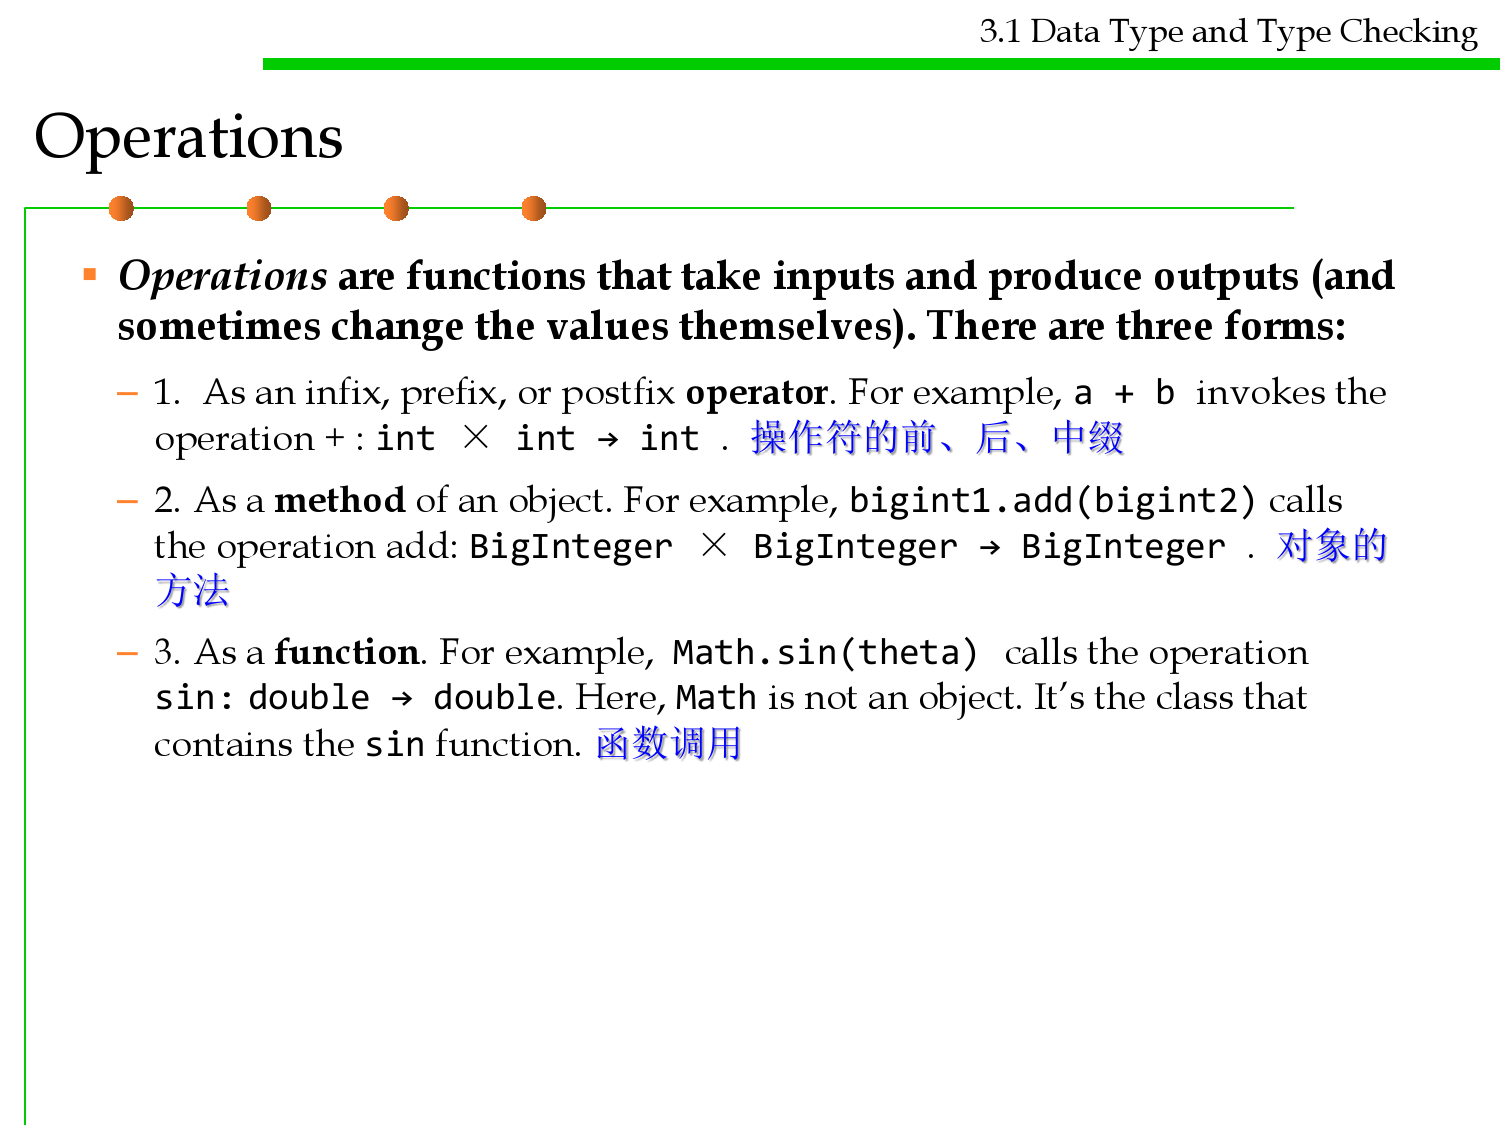 3.1 Data Type and Type Checking
Operations
▪ Operations are functions that take inputs and produce outputs (and
sometimes change the values themselves). There are three forms:
– 1. As an infix, prefix, or postfix operator. For example, a + b invokes the
operation + : int × int → int . 操作符的前、后、中缀
– 2. As a method of an object. For example, bigint1.add(bigint2) calls
the operation add: BigInteger × BigInteger → BigInteger . 对象的
方法
– 3. As a function. For example, Math.sin(theta) calls the operation
sin: double → double. Here, Math is not an object. It’s the class that
contains the sin function. 函数调用